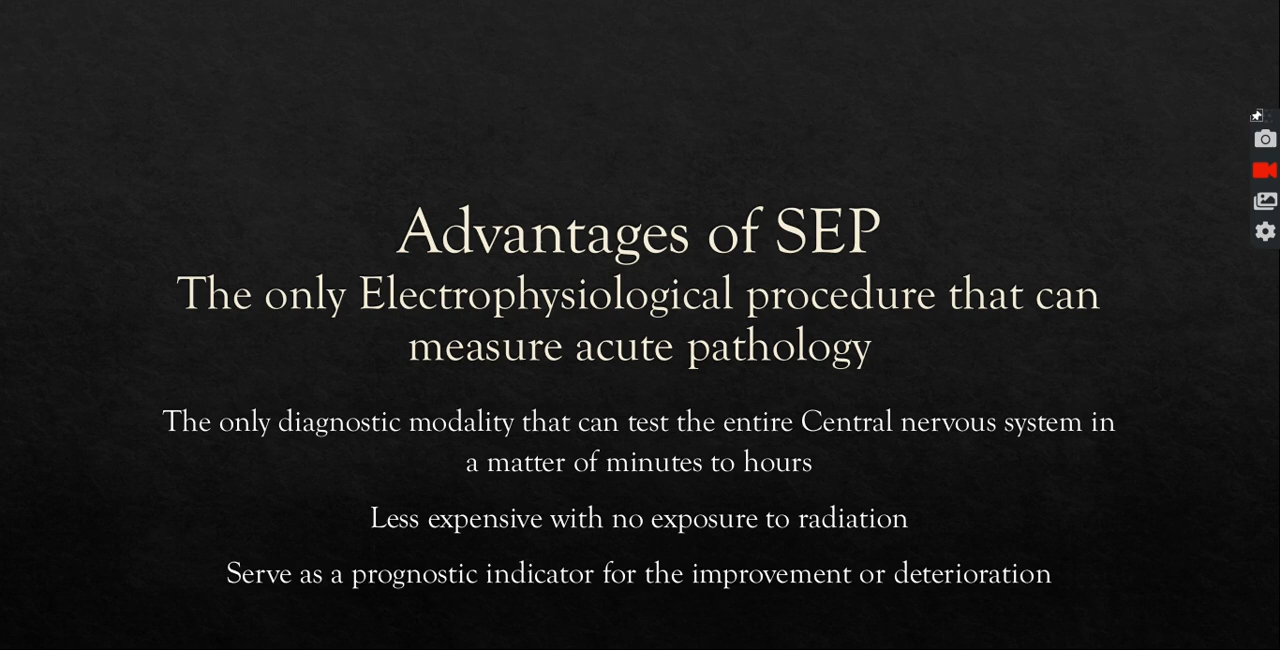 Advantages of SEP
The only Electrophysiological procedure that can
measure acute pathology
The only diagnostic modality that can test the entire Central nervous system in
a matter of minutes to hours
Less expensive with no exposure to radiation
Serve as a prognostic indicator for the improvement or deterioration